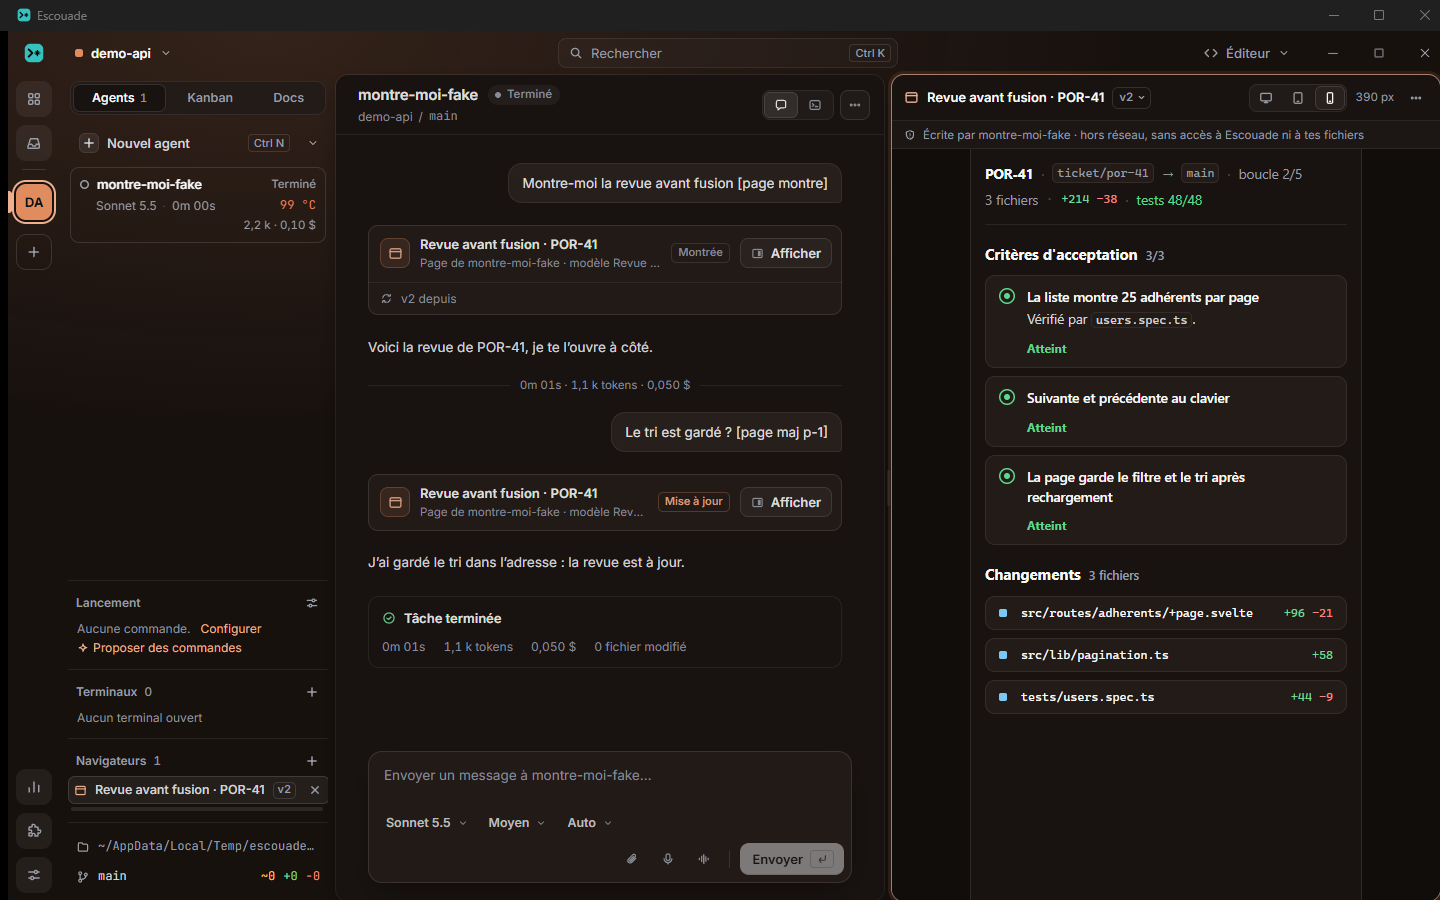 Escouade
demo-api
Rechercher
Ctrl K
Éditeur
Agents 1
Kanban
Docs
Nouvel agent
Ctrl N
DA
montre-moi-fake
Terminé
Sonnet 5.5 · 0m 00s
99 °C
2,2 k · 0,10 $
Lancement
Aucune commande. Configurer
Proposer des commandes
Terminaux 0
Aucun terminal ouvert
Navigateurs 1
Revue avant fusion · POR-41 v2
~/AppData/Local/Temp/escouade…
main
~0 +0 -0
montre-moi-fake
Terminé
demo-api / main
Montre-moi la revue avant fusion [page montre]
Revue avant fusion · POR-41
Page de montre-moi-fake · modèle Revue ...
Montrée
Afficher
v2 depuis
Voici la revue de POR-41, je te l’ouvre à côté.
0m 01s · 1,1 k tokens · 0,050 $
Le tri est gardé ? [page maj p-1]
Revue avant fusion · POR-41
Page de montre-moi-fake · modèle Rev...
Mise à jour
Afficher
J’ai gardé le tri dans l’adresse : la revue est à jour.
Tâche terminée
0m 01s 1,1 k tokens 0,050 $ 0 fichier modifié
Envoyer un message à montre-moi-fake...
Sonnet 5.5
Moyen
Auto
Envoyer
Revue avant fusion · POR-41
v2
390 px
Écrite par montre-moi-fake · hors réseau, sans accès à Escouade ni à tes fichiers
POR-41 · ticket/por-41 → main · boucle 2/5
3 fichiers · +214 −38 · tests 48/48
Critères d'acceptation 3/3
La liste montre 25 adhérents par page
Vérifié par users.spec.ts.
Atteint
Suivante et précédente au clavier
Atteint
La page garde le filtre et le tri après
rechargement
Atteint
Changements 3 fichiers
src/routes/adherents/+page.svelte +96 −21
src/lib/pagination.ts +58
tests/users.spec.ts +44 −9